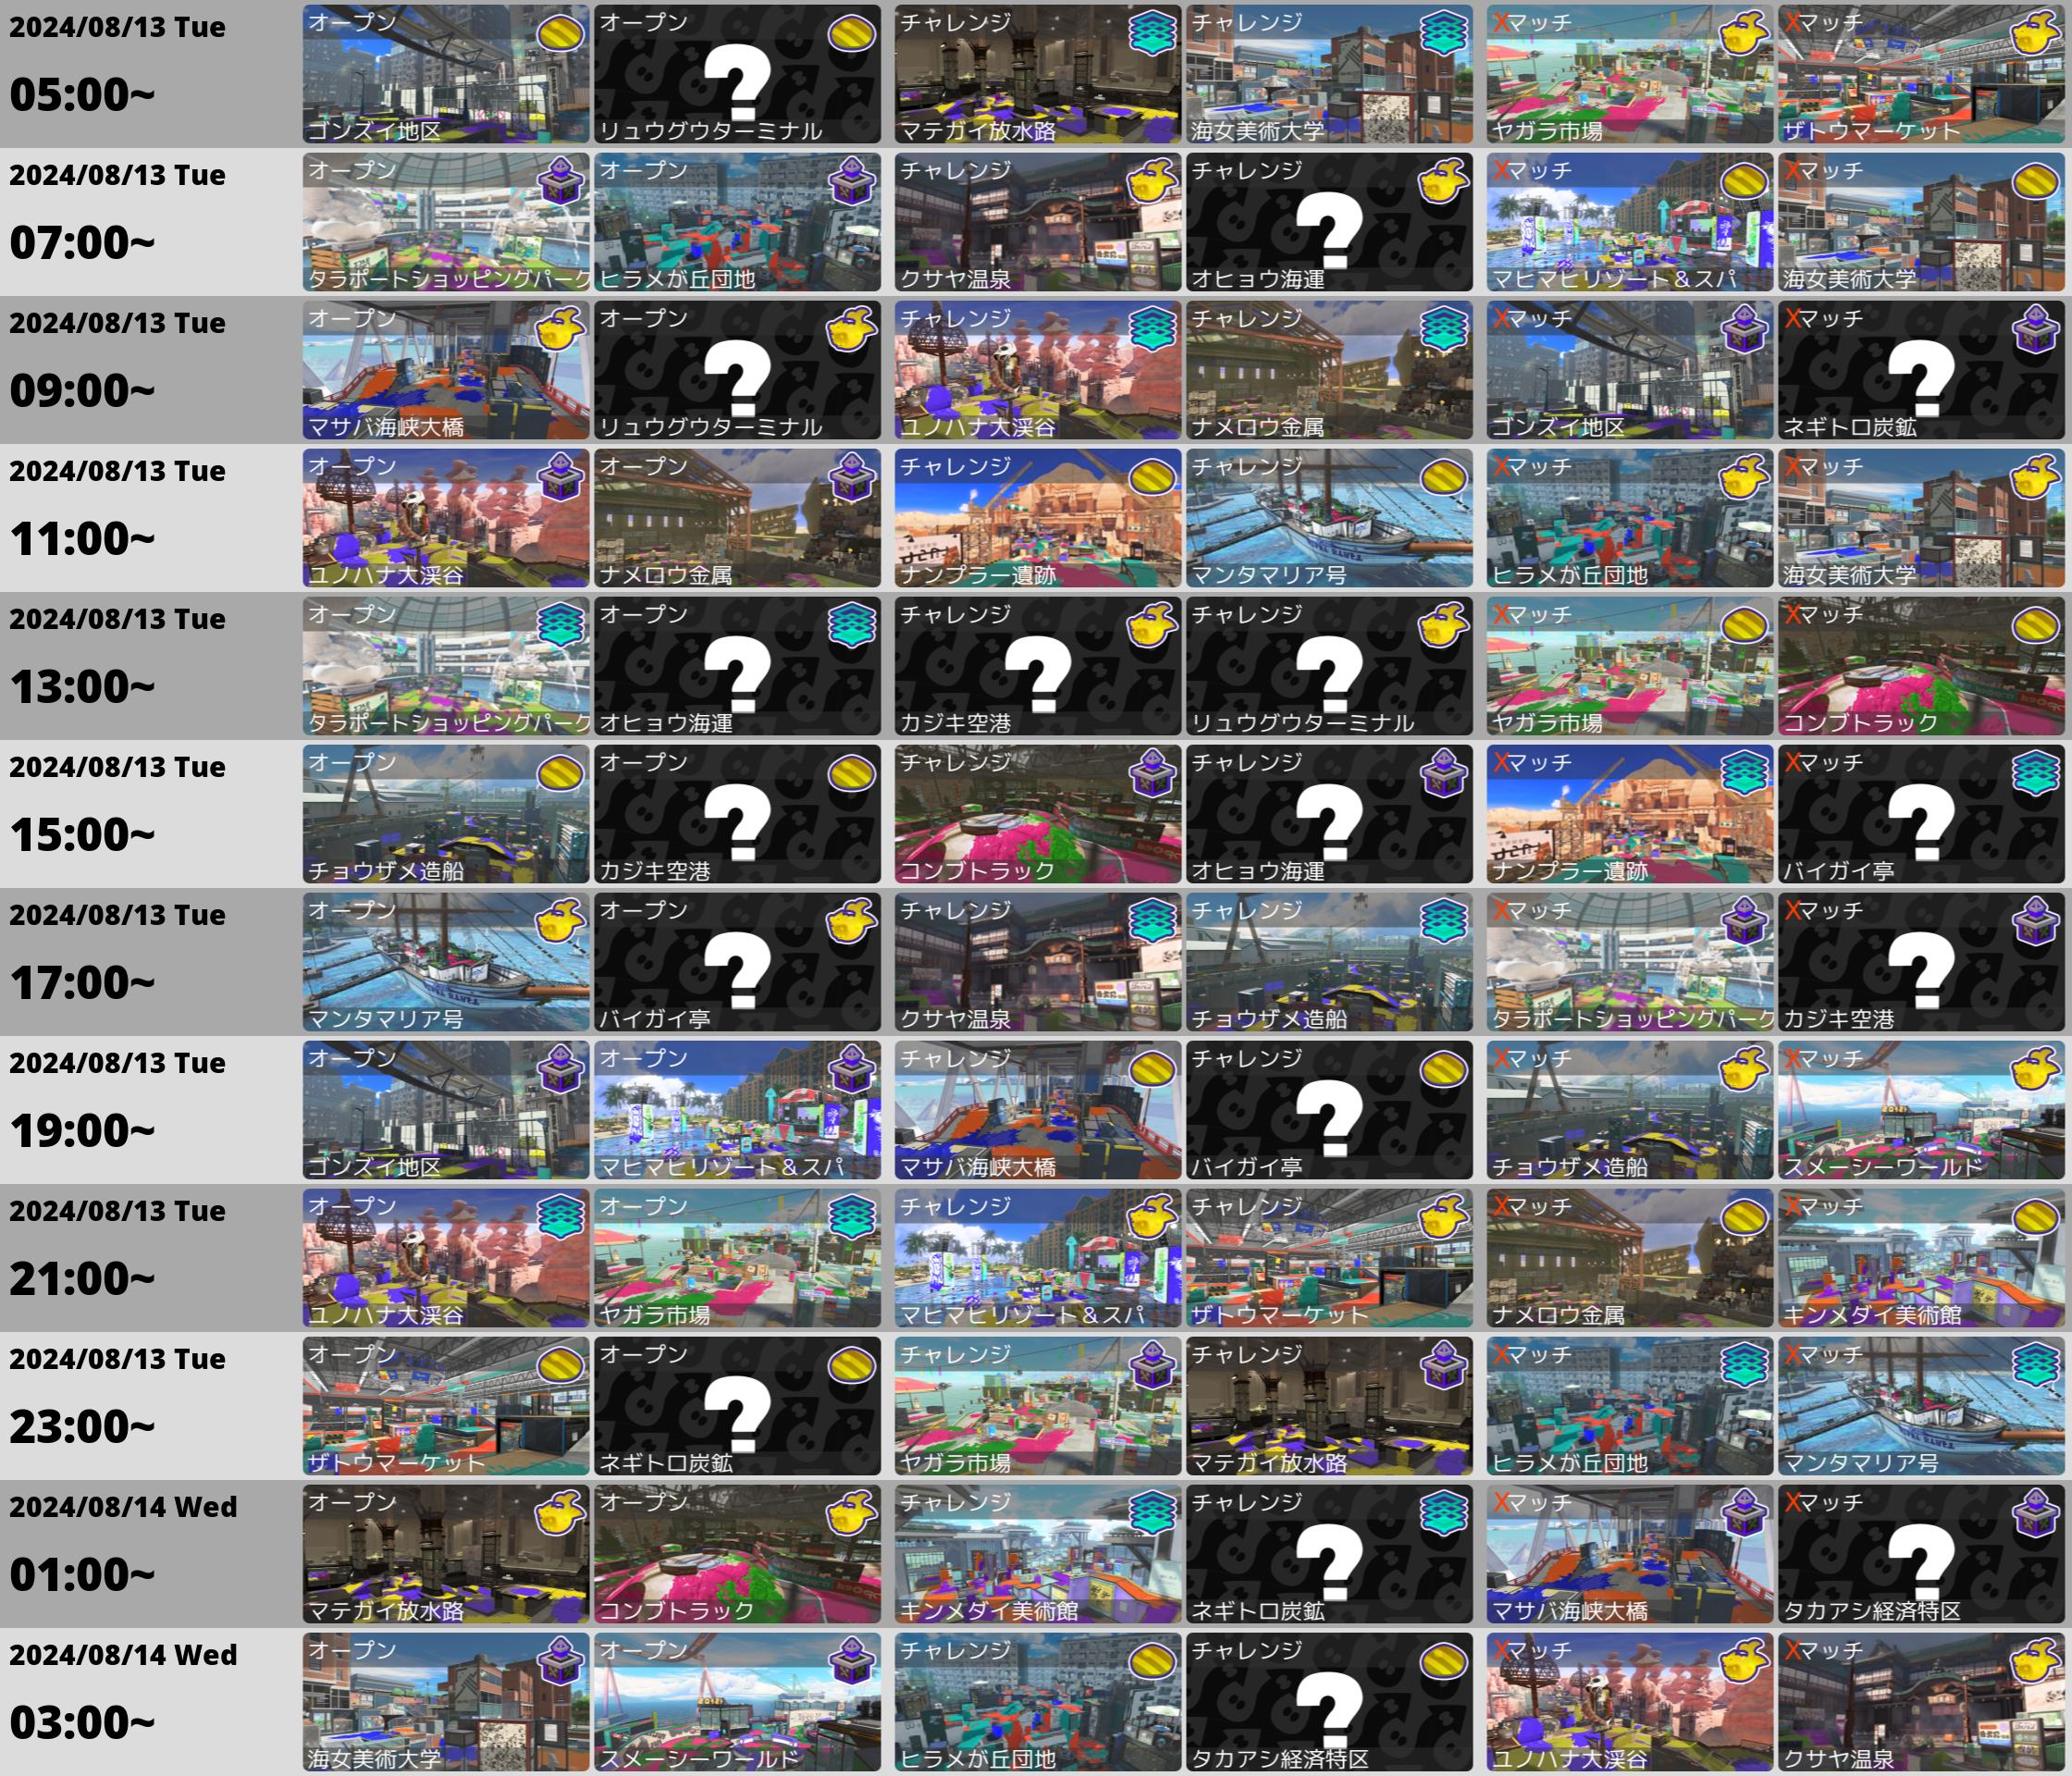 2024/08/13 Tue
05:00~
オープン
ゴンズイ地区
オープン
リュウグウターミナル
チャレンジ
マテガイ放水路
チャレンジ
海女美術大学
Xマッチ
ヤガラ市場
Xマッチ
ザトウマーケット
2024/08/13 Tue
07:00~
オープン
タラポートショッピングパーク
オープン
ヒラメが丘団地
チャレンジ
クサヤ温泉
チャレンジ
オヒョウ海運
Xマッチ
マヒマヒリゾート＆スパ
Xマッチ
海女美術大学
2024/08/13 Tue
09:00~
オープン
マサバ海峡大橋
オープン
リュウグウターミナル
チャレンジ
ユノハナ大渓谷
チャレンジ
ナメロウ金属
Xマッチ
ゴンズイ地区
Xマッチ
ネギトロ炭鉱
2024/08/13 Tue
11:00~
オープン
ユノハナ大渓谷
オープン
ナメロウ金属
チャレンジ
ナンプラー遺跡
チャレンジ
マンタマリア号
Xマッチ
ヒラメが丘団地
Xマッチ
海女美術大学
2024/08/13 Tue
13:00~
オープン
タラポートショッピングパーク
オープン
オヒョウ海運
チャレンジ
カジキ空港
チャレンジ
リュウグウターミナル
Xマッチ
ヤガラ市場
Xマッチ
コンブトラック
2024/08/13 Tue
15:00~
オープン
チョウザメ造船
オープン
カジキ空港
チャレンジ
コンブトラック
チャレンジ
オヒョウ海運
Xマッチ
ナンプラー遺跡
Xマッチ
バイガイ亭
2024/08/13 Tue
17:00~
オープン
マンタマリア号
オープン
バイガイ亭
チャレンジ
クサヤ温泉
チャレンジ
チョウザメ造船
Xマッチ
タラポートショッピングパーク
Xマッチ
カジキ空港
2024/08/13 Tue
19:00~
オープン
ゴンズイ地区
オープン
マヒマヒリゾート＆スパ
チャレンジ
マサバ海峡大橋
チャレンジ
バイガイ亭
Xマッチ
チョウザメ造船
Xマッチ
スメーシーワールド
2024/08/13 Tue
21:00~
オープン
ユノハナ大渓谷
オープン
ヤガラ市場
チャレンジ
マヒマヒリゾート＆スパ
チャレンジ
ザトウマーケット
Xマッチ
ナメロウ金属
Xマッチ
キンメダイ美術館
2024/08/13 Tue
23:00~
オープン
ザトウマーケット
オープン
ネギトロ炭鉱
チャレンジ
ヤガラ市場
チャレンジ
マテガイ放水路
Xマッチ
ヒラメが丘団地
Xマッチ
マンタマリア号
2024/08/14 Wed
01:00~
オープン
マテガイ放水路
オープン
コンブトラック
チャレンジ
キンメダイ美術館
チャレンジ
ネギトロ炭鉱
Xマッチ
マサバ海峡大橋
Xマッチ
タカアシ経済特区
2024/08/14 Wed
03:00~
オープン
海女美術大学
オープン
スメーシーワールド
チャレンジ
ヒラメが丘団地
チャレンジ
タカアシ経済特区
Xマッチ
ユノハナ大渓谷
Xマッチ
クサヤ温泉